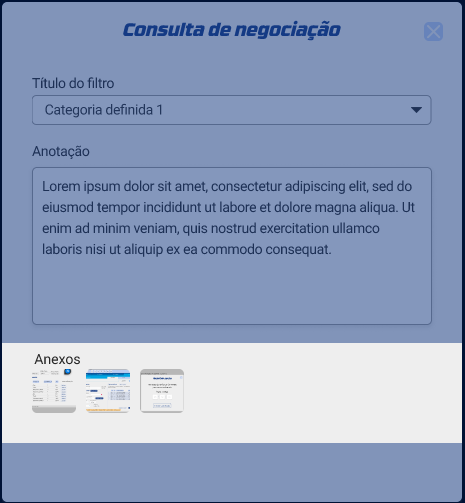 Consulta de negociação
Título do filtro
Categoria definida 1
Anotação
Lorem ipsum dolor sit amet, consectetur adipiscing elit, sed do
eiusmod tempor incididunt ut labore et dolore magna aliqua. Ut
enim ad minim veniam, quis nostrud exercitation ullamco
laboris nisi ut aliquip ex ea commodo consequat.
Anexos